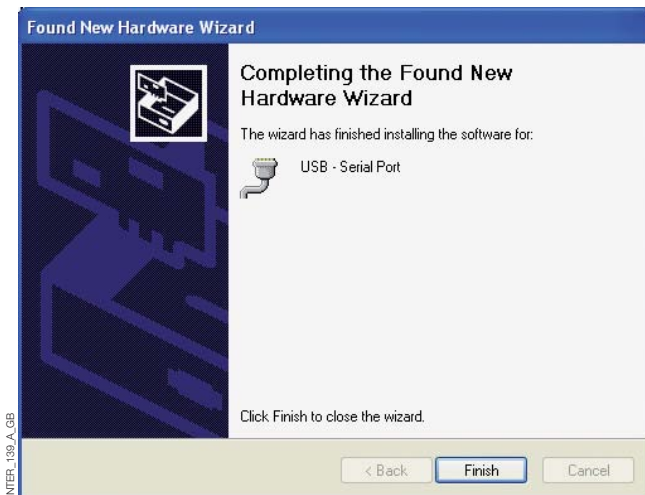 Found New Hardware Wizard
Completing the Found New
Hardware Wizard
The wizard has finished installing the software for:
USB - Serial Port
Click Finish to close the wizard.
< Back
Finish
Cancel
NTER_139_A_GB